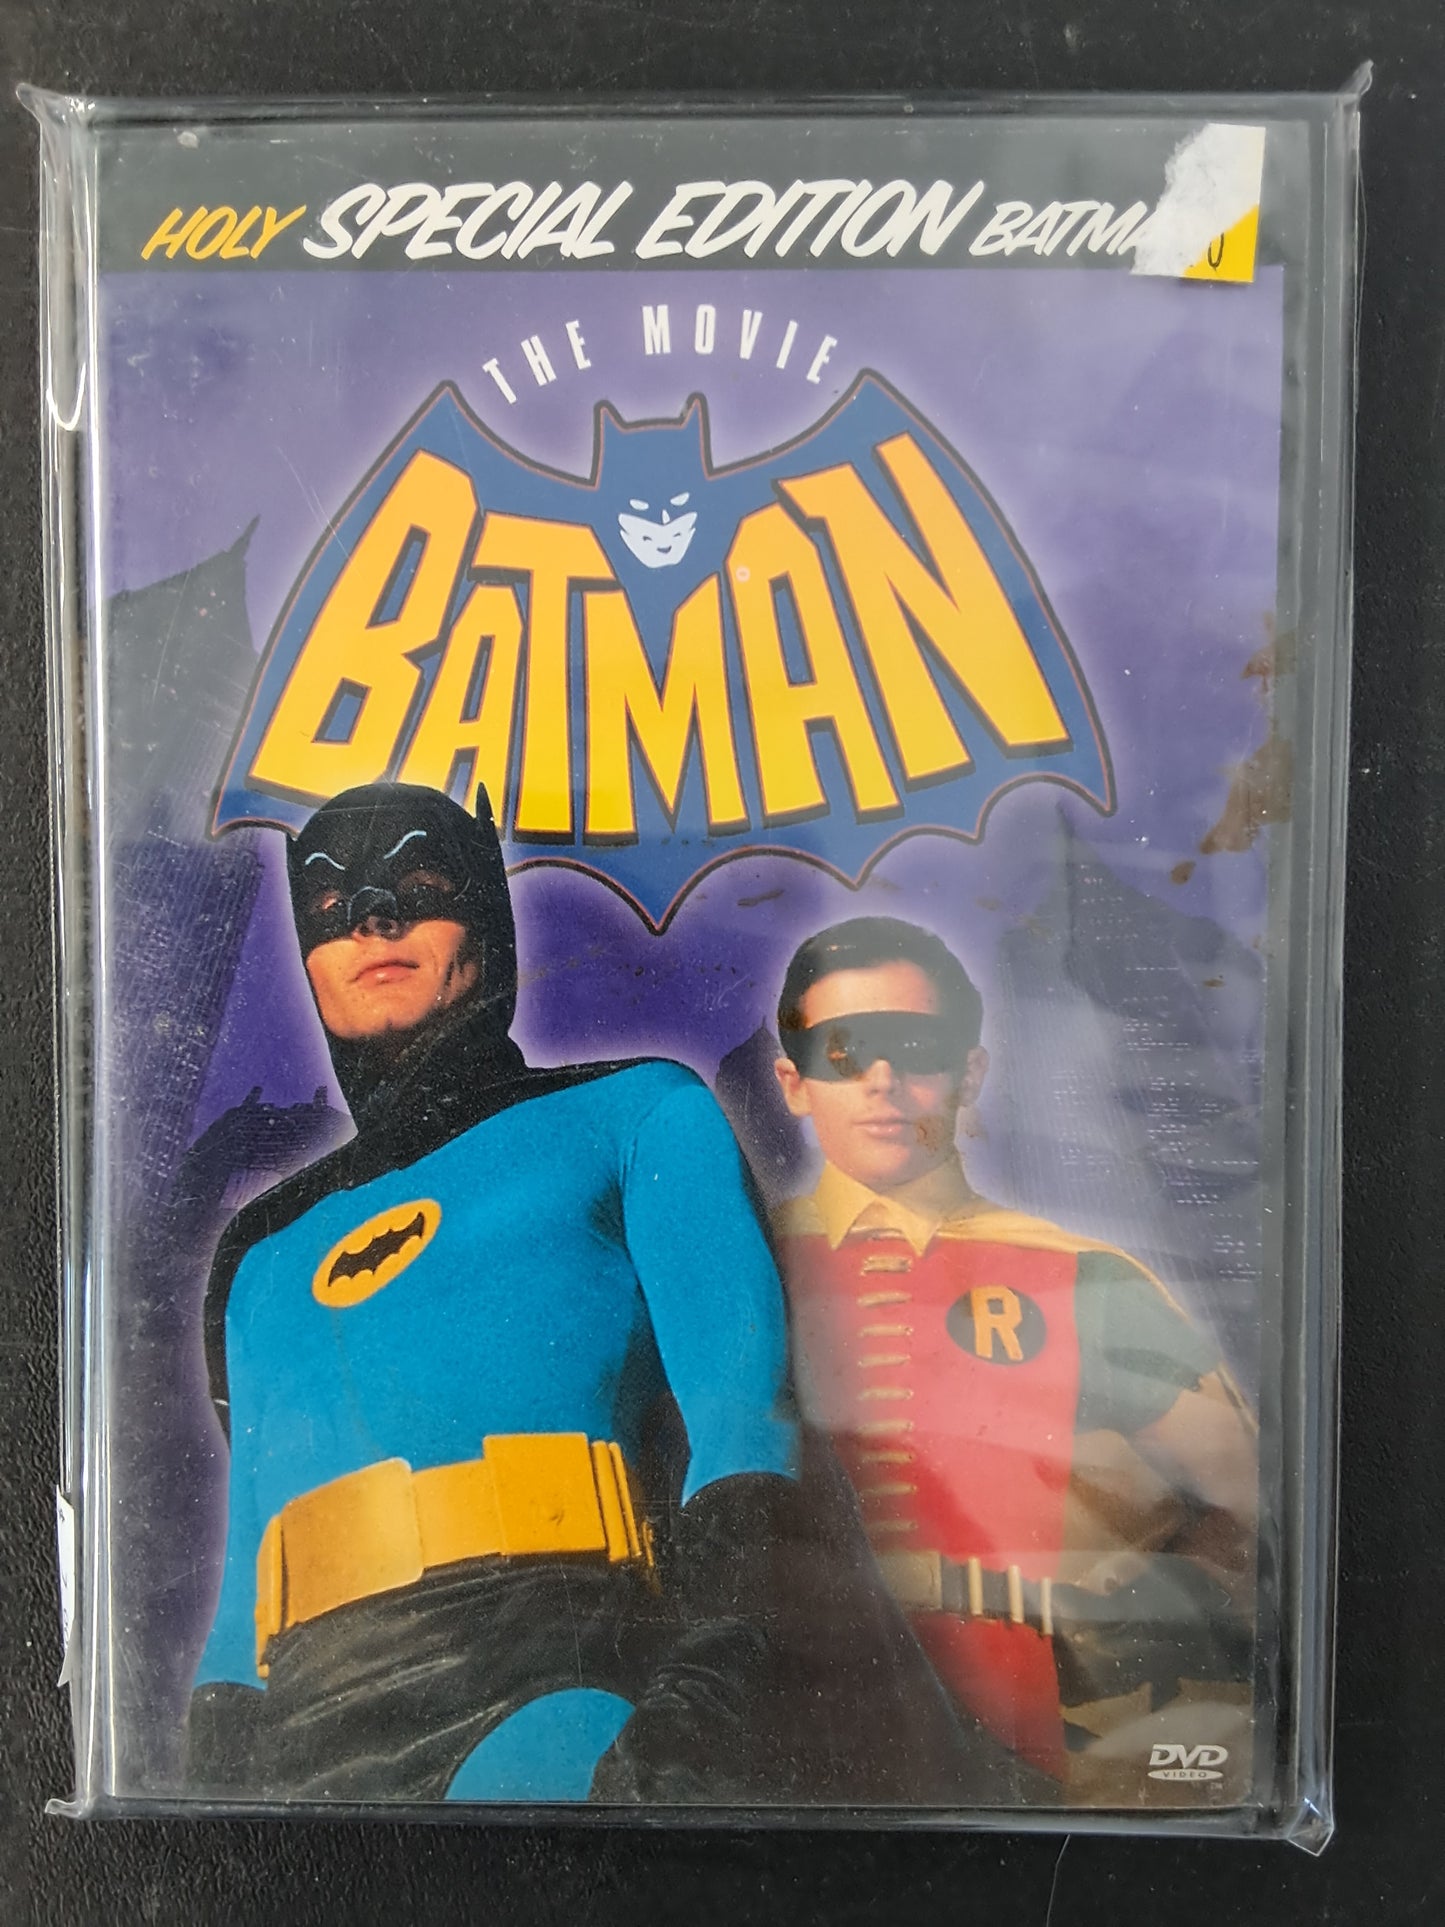 HOLY SPECIAL EDITION
THE MOVIE
BATMAN
R
DVD
VIDEO